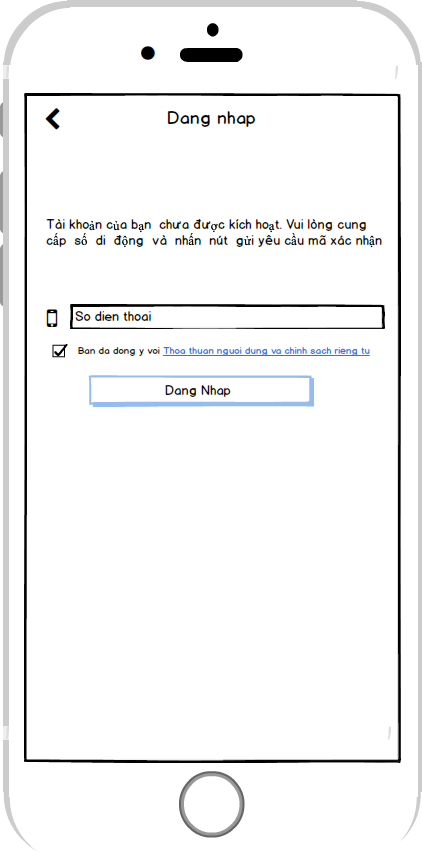 Dang nhap
Tài khoản của bạn chưa được kích hoạt. Vui lòng cung
cấp số di động và nhấn nút gửi yêu cầu mã xác nhận
So dien thoai
Ban da dong y voi Thoa thuan nguoi dung va chinh sach rieng tu
Dang Nhap